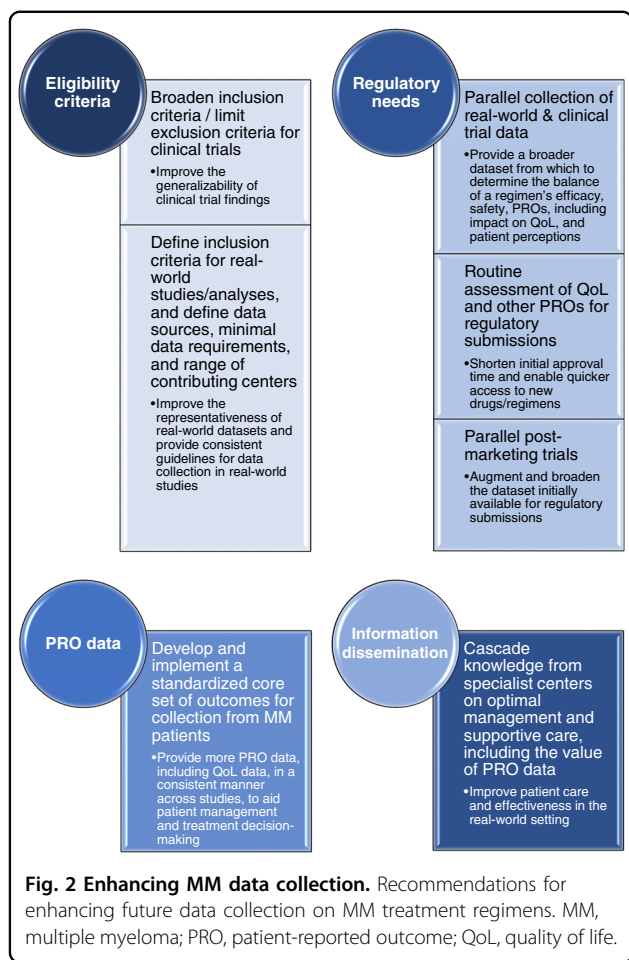 Eligibility
criteria
Broaden inclusion
criteria / limit
exclusion criteria for
clinical trials
•Improve the
generalizability of
clinical trial findings
Define inclusion
criteria for real-
world
studies/analyses,
and define data
sources, minimal
data requirements,
and range of
contributing centers
•Improve the
representativeness of
real-world datasets and
provide consistent
guidelines for data
collection in real-world
studies
Regulatory
needs
Parallel collection of
real-world & clinical
trial data
•Provide a broader
dataset from which to
determine the balance
of a regimen's efficacy,
safety, PROs, including
impact on QoL, and
patient perceptions
Routine
assessment of QoL
and other PROs for
regulatory
submissions
•Shorten initial approval
time and enable quicker
access to new
drugs/regimens
Parallel post-
marketing trials
•Augment and broaden
the dataset initially
available for regulatory
submissions
PRO data
Develop and
implement a
standardized core
set of outcomes for
collection from MM
patients
•Provide more PRO data,
including QoL data, in a
consistent manner
across studies, to aid
patient management
and treatment decision-
making
Information
dissemination
Cascade
knowledge from
specialist centers
on optimal
management and
supportive care,
including the value
of PRO data
•Improve patient care
and effectiveness in the
real-world setting
Fig. 2 Enhancing MM data collection. Recommendations for
enhancing future data collection on MM treatment regimens. MM,
multiple myeloma; PRO, patient-reported outcome; QoL, quality of life.